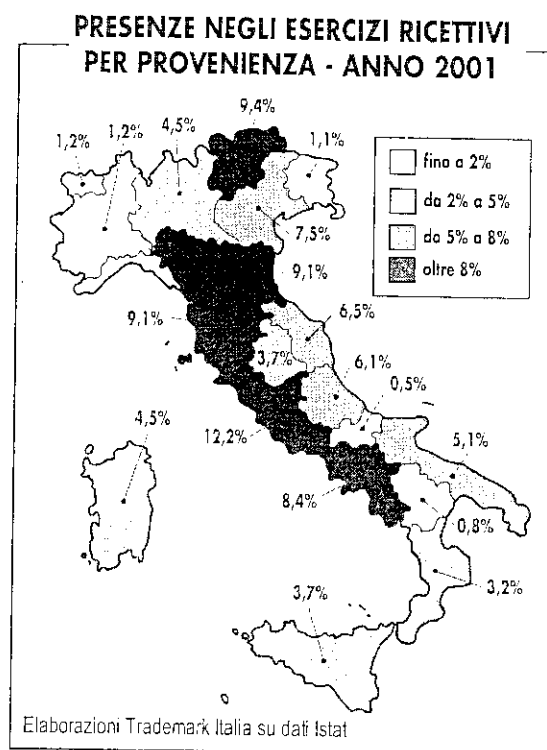 PRESENZE NEGLI ESERCIZI RICETTIVI
PER PROVENIENZA - ANNO 2001
9,4%
4,5%
1,2%
1,2%
1,1%
fino a 2%
da 2% a 5%
da 5% a 8%
oltre 8%
7,5%
9,1%
9,1%
6,5%
3,7%
6,1%
0,5%
4,5%
12,2%
5,1%
8,4%
0,8%
3,2%
3,7%
Elaborazioni Trademark Italia su dati Istat